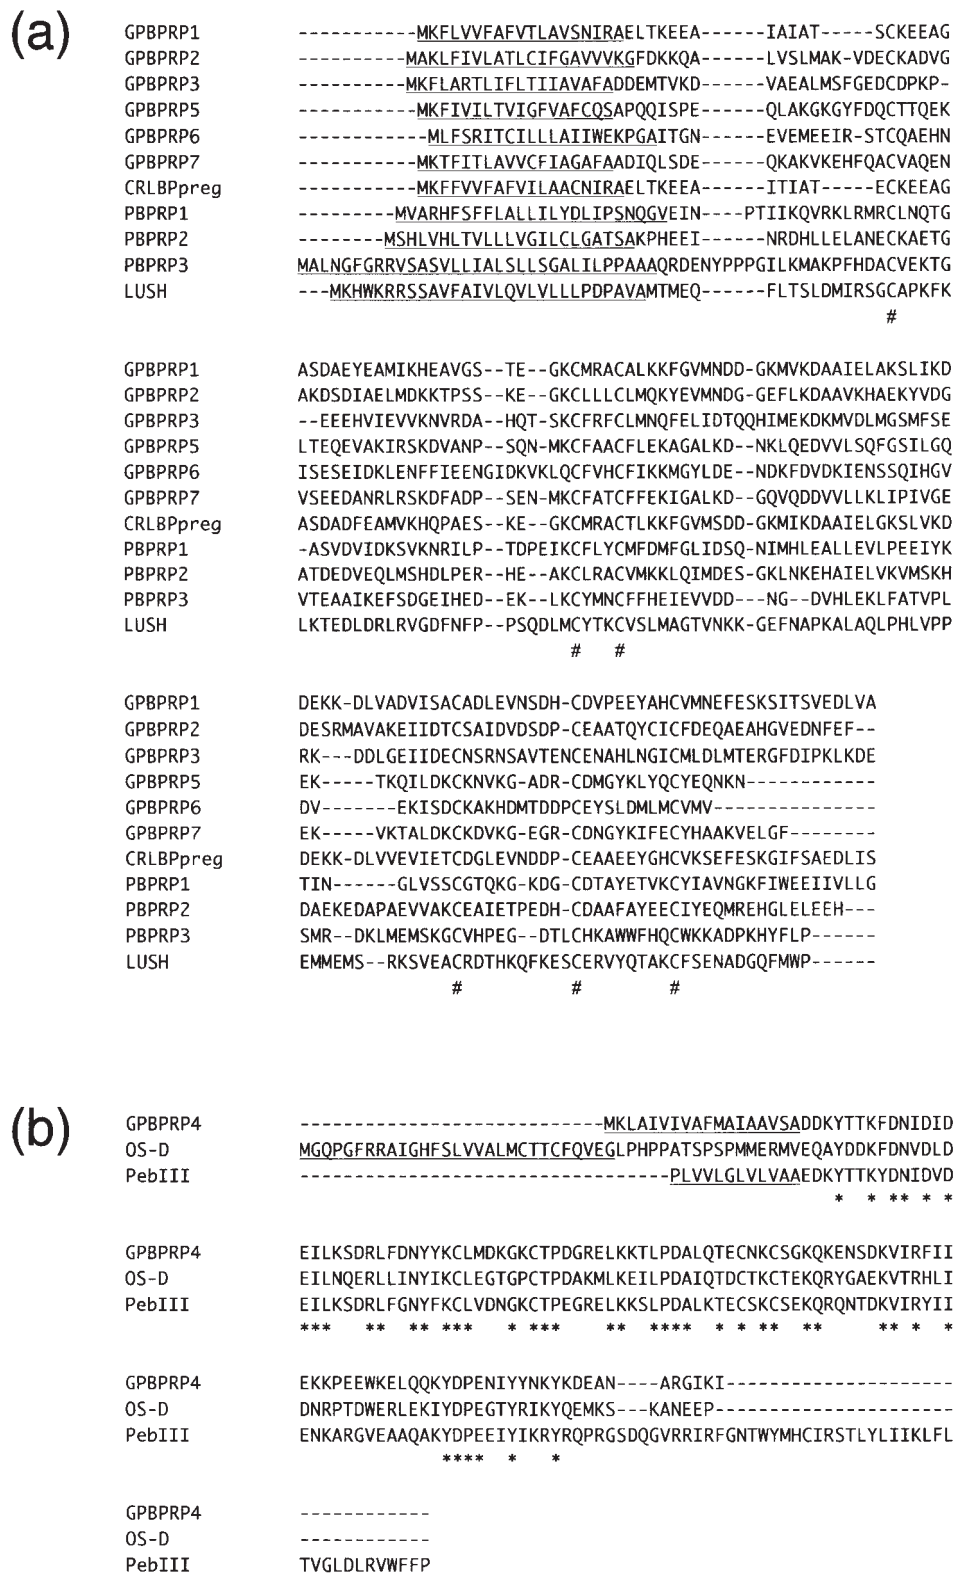 (a)
GPBPRP1 -----------MKFLVVFAFVTLAVSNIRAELTKEEA------IAIAT-----SCKEEAG
GPBPRP2 ----------MAKLFIVLATLCIFGAVVVKGFDKKQA------LVSLMAK-VDECKADVG
GPBPRP3 ----------MKFLARTLIFLTIIAVAFADDEMTVKD------VAEALMSFGEDCDPKP-
GPBPRP5 -----------MKFIVILTVIGFVAFCQSAPQQISPE------QLAKGKGYFDQCTTQEK
GPBPRP6 ------------MLFSRITCILLLAIIWEKPGAITGN------EVEMEEIR-STCQAEHN
GPBPRP7 -----------MKTFITLAVVCFIAGAFAADIQLSDE------QKAKVKEHFQACVAQEN
CRLBPpreg -----------MKFFVVFAFVILAACNIRAELTKEEA------ITIAT-----ECKEEAG
PBPRP1 ---------MVARHFSFFLALLILYDLIPSNQGVEIN----PTIIKQVRKLRMRCLNQTG
PBPRP2 --------MSHLVHLTVLLLVGILCLGATSAKPHEEI------NRDHLLELANECKAETG
PBPRP3 MALNGFGRRVSASVLLIALSLLSGALILPPAAAQRDENYPPPGILKMAKPFHDACVEKTG
LUSH ---MKHWKRRSSAVFAIVLQVLVLLLPDPAVAMTMEQ------FLTSLDMIRSGCAPKFK
#
GPBPRP1 ASDAEYEAMIKHEAVGS--TE--GKCMRACALKKFGVMNDD-GKMVKDAAIELAKSLIKD
GPBPRP2 AKDSDIAELMDKKTPSS--KE--GKCLLLCLMQKYEVMNDG-GEFLKDAAVKHAEKYVDG
GPBPRP3 --EEEHVIEVVKNVRDA--HQT-SKCFRFCLMNQFELIDTQQHIMEKDKMVDLMGSMFSE
GPBPRP5 LTEQEVAKIRSKDVANP--SQN-MKCFAACFLEKAGALKD--NKLQEDVVLSQFGSILGQ
GPBPRP6 ISESEIDKLENFFIEENGIDKVKLQCFVHCFIKKMGYLDE--NDKFDVDKIENSSQIHGV
GPBPRP7 VSEEDANRLRSKDFADP--SEN-MKCFATCFFEKIGALKD--GQVQDDVVLLKLIPIVGE
CRLBPpreg ASDADFEAMVKHQPAES--KE--GKCMRACTLKKFGVMSDD-GKMIKDAAIELGKSLVKD
PBPRP1 -ASVDVIDKSVKNRILP--TDPEIKCFLYCMFDMFGLIDSQ-NIMHLEALLEVLPEEIYK
PBPRP2 ATDEDVEQLMSHDLPER--HE--AKCLRACVMKKLQIMDES-GKLNKEHAIELVKVMSKH
PBPRP3 VTEAAIKEFSDGEIHED--EK--LKCYMNCFFHEIEVVDD---NG--DVHLEKLFATVPL
LUSH LKTEDLDRLRVGDFNFP--PSQDLMCYTKCVSLMAGTVNKK-GEFNAPKALAQLPHLVPP
# #
GPBPRP1 DEKK-DLVADVISACADLEVNSDH-CDVPEEYAHCVMNEFESKSITSVEDLVA
GPBPRP2 DESRMAVAKEIIDTCSAIDVDSDP-CEAATQYCICFDEQAEAHGVEDNFEF--
GPBPRP3 RK---DDLGEIIDECNSRNSAVTENCENAHLNGICMLDLMTERGFDIPKLKDE
GPBPRP5 EK-----TKQILDKCKNVKG-ADR-CDMGYKLYQCYEQNKN------------
GPBPRP6 DV-------EKISDCKAKHDMTDDPCEYSLDMLMCVMV---------------
GPBPRP7 EK-----VKTALDKCKDVKG-EGR-CDNGYKIFECYHAAKVELGF--------
CRLBPpreg DEKK-DLVVEVIETCDGLEVNDDP-CEAAEEYGHCVKSEFESKGIFSAEDLIS
PBPRP1 TIN------GLVSSCGTQKG-KDG-CDTAYETVKCYIAVNGKFIWEEIIVLLG
PBPRP2 DAEKEDAPAEVVAKCEAIETPEDH-CDAAFAYEECIYEQMREHGLELEEH---
PBPRP3 SMR--DKLMEMSKGCVHPEG--DTLCHKAWWFHQCWKKADPKHYFLP------
LUSH EMMEMS--RKSVEACRDTHKQFKESCERVYQTAKCFSENADGQFMWP------
# # #
(b)
GPBPRP4 ----------------------------MKLAIVIVAFMAIAAVSADDKYTTKFDNIDID
OS-D MGQPGFRRAIGHFSLVVALMCTTCFQVEGLPHPPATSPSPMMERMVEQAYDDKFDNVDLD
PebIII ----------------------------------PLVVLGLVLVAAEDKYTTKYDNIDVD
* * ** * *
GPBPRP4 EILKSDRLFDNYYKCLMDKGKCTPDGRELKKTLPDALQTECNKCSGKQKENSDKVIRFII
OS-D EILNQERLLINYIKCLEGTGPCTPDAKMLKEILPDAIQTDCTKCTEKQRYGAEKVTRHLI
PebIII EILKSDRLFGNYFKCLVDNGKCTPEGRELKKSLPDALKTECSKCSEKQRQNTDKVIRYII
*** ** ** *** * *** ** **** * * ** ** ** * *
GPBPRP4 EKKPEEWKELQQKYDPENIYYNKYKDEAN----ARGIKI---------------------
OS-D DNRPTDWERLEKIYDPEGTYRIKYQEMKS---KANEEP----------------------
PebIII ENKARGVEAAQAKYDPEEIYIKRYRQPRGSDQGVRRIRFGNTWYMHCIRSTLYLIIKLFL
**** * *
GPBPRP4 ------------
OS-D ------------
PebIII TVGLDLRVWFFP